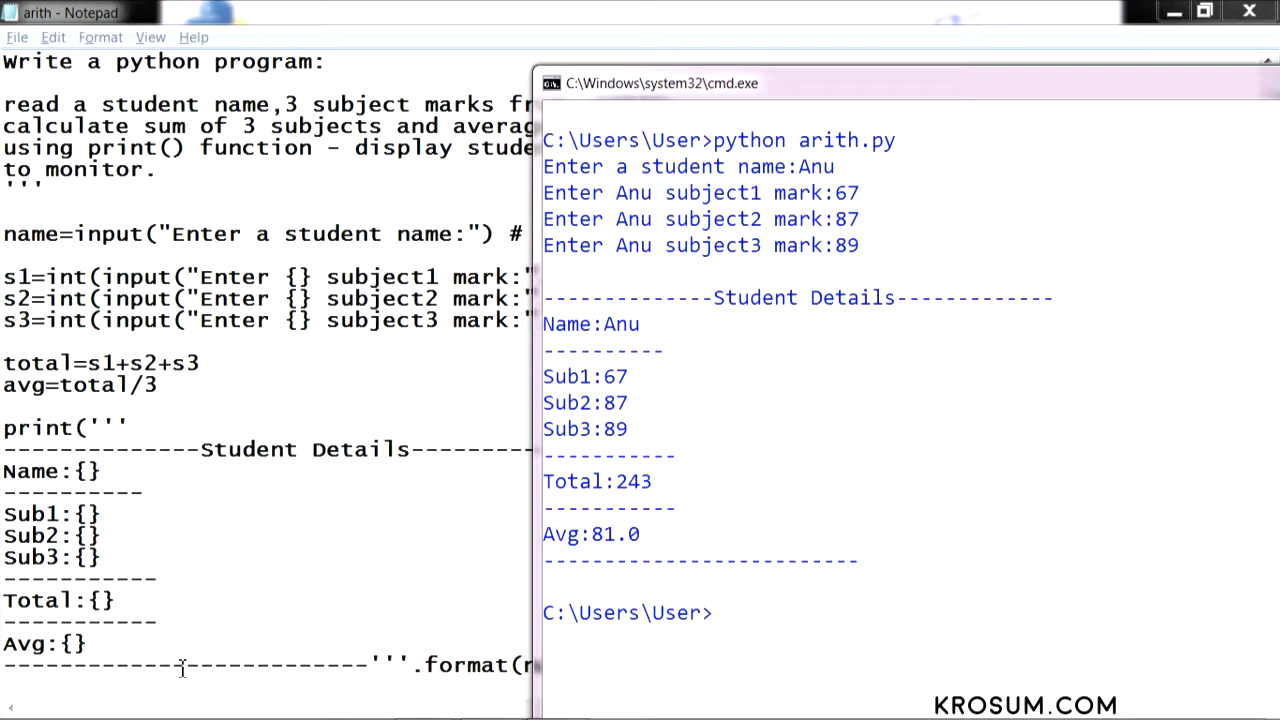 arith - Notepad
File Edit Format View Help
Write a python program:
read a student name,3 subject marks
calculate sum of 3 subjects and
using print() function - display
to monitor.
'''
name=input("Enter a student name:") #
s1=int(input("Enter {} subject1 mark:"
s2=int(input("Enter {} subject2 mark:"
s3=int(input("Enter {} subject3 mark:"
total=s1+s2+s3
avg=total/3
print('''
--------------Student Details---------
Name:{}
----------
Sub1:{}
Sub2:{}
Sub3:{}
-----------
Total:{}
-----------
Avg:{}
--------------------------'''.format(
C:\Windows\system32\cmd.exe
C:\Users\User>python arith.py
Enter a student name:Anu
Enter Anu subject1 mark:67
Enter Anu subject2 mark:87
Enter Anu subject3 mark:89
--------------Student Details-------------
Name:Anu
----------
Sub1:67
Sub2:87
Sub3:89
-----------
Total:243
-----------
Avg:81.0
--------------------------
C:\Users\User>
KROSUM.COM